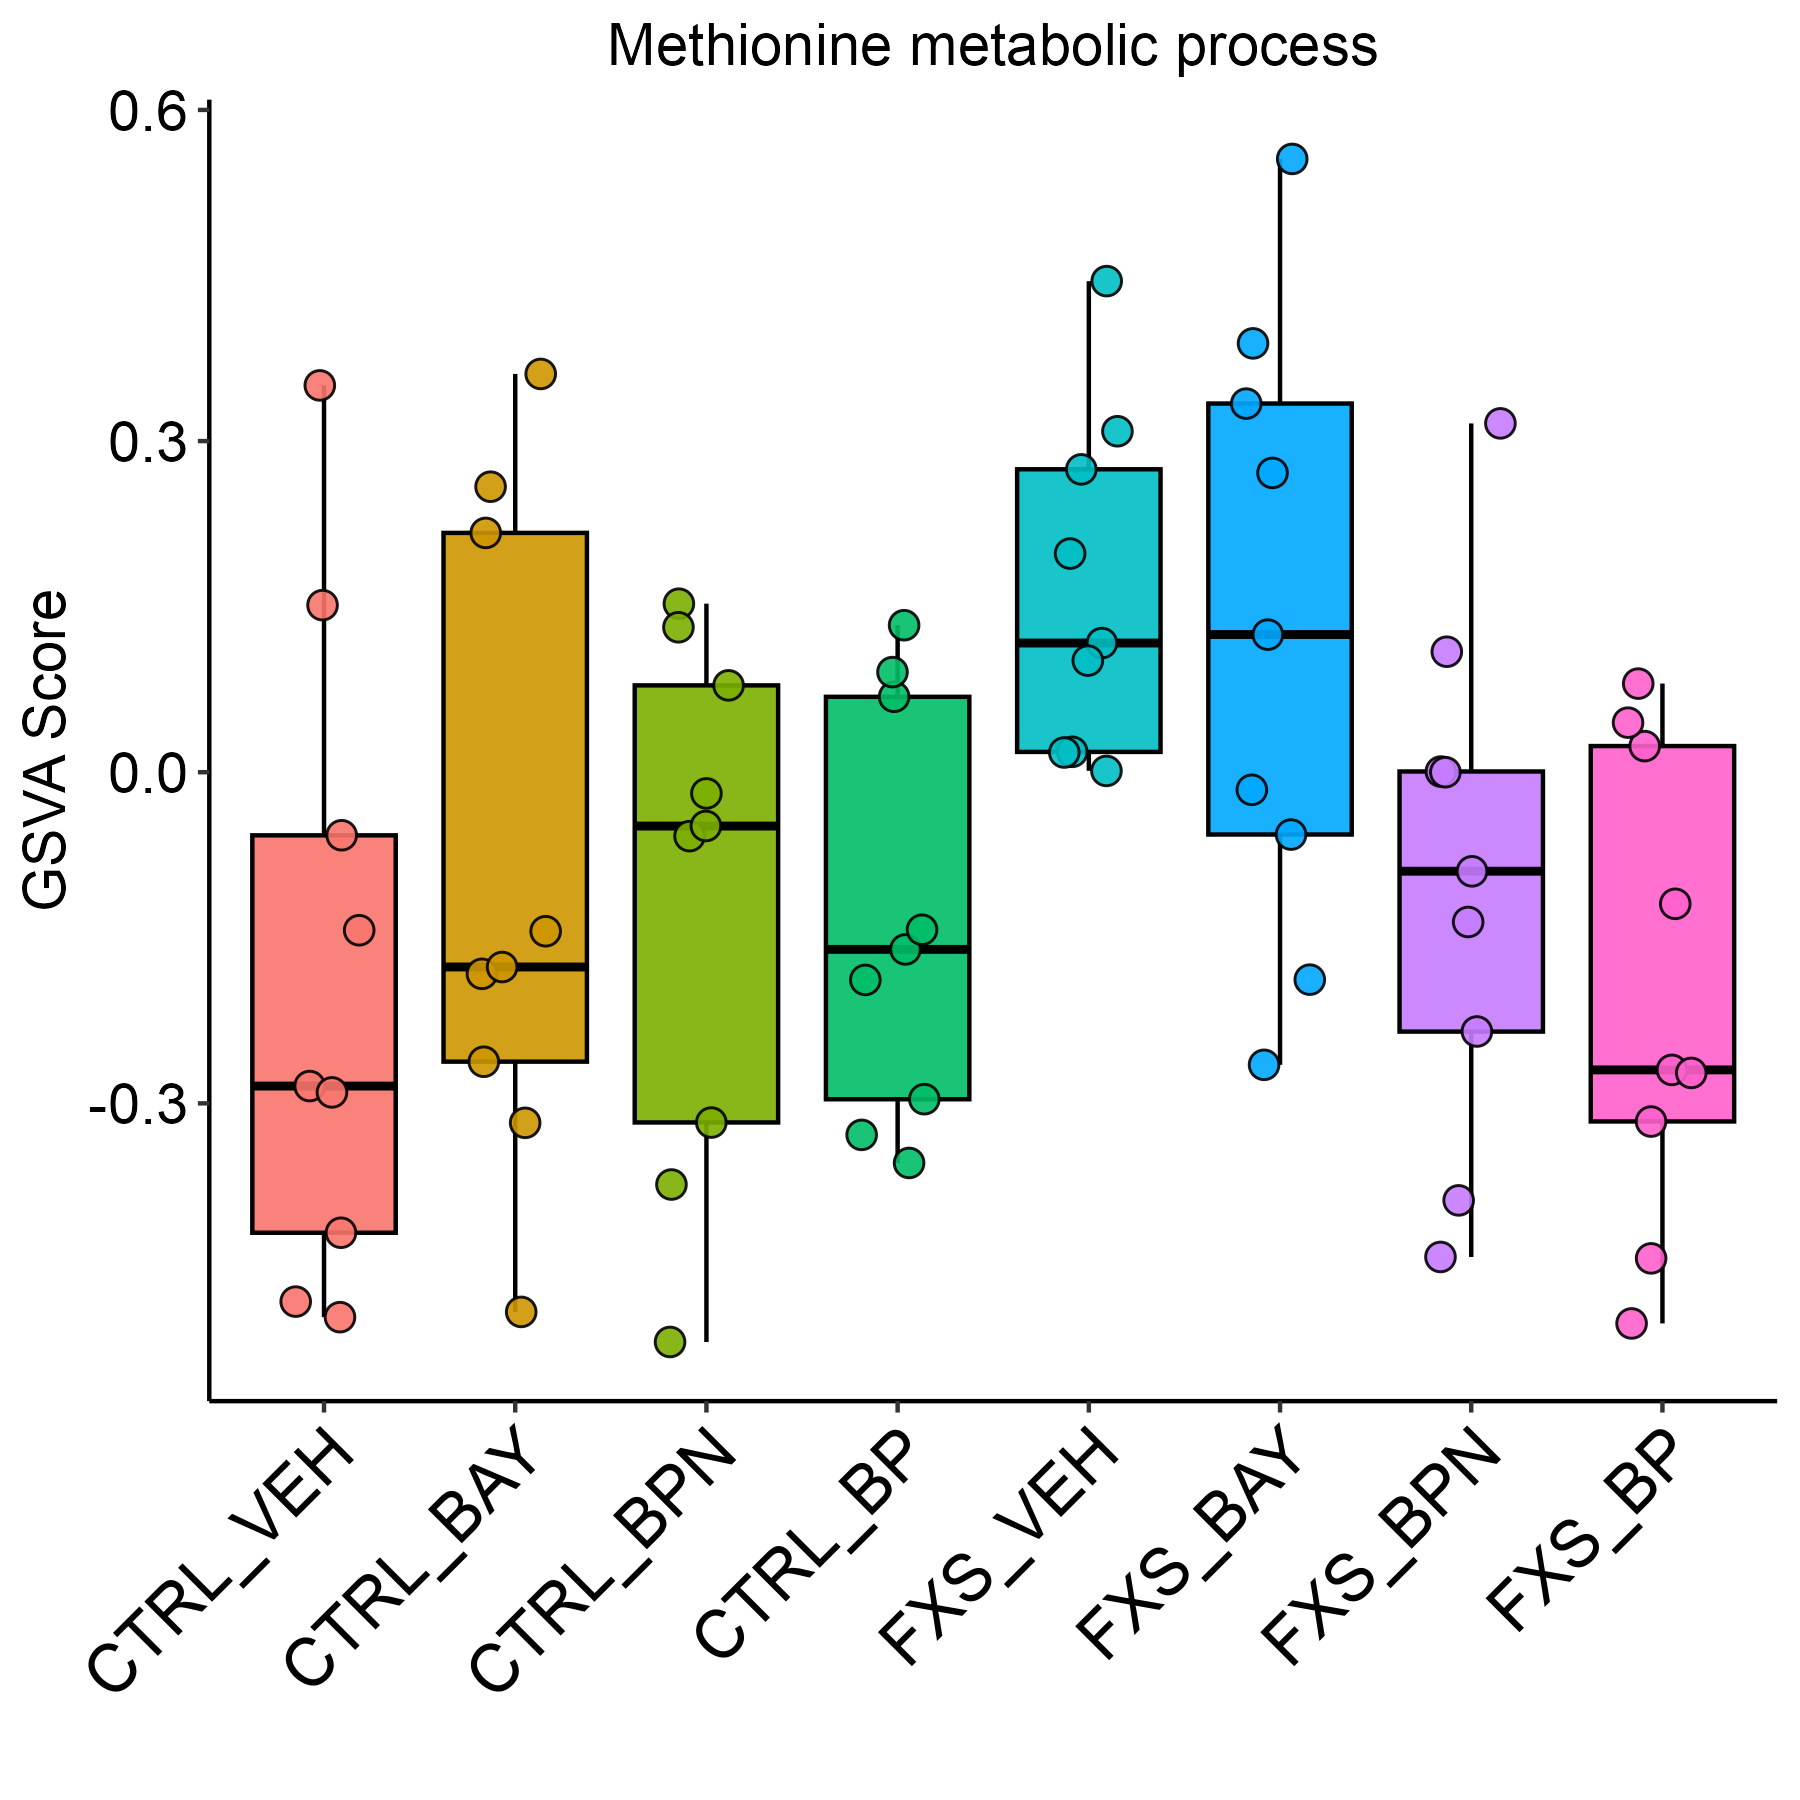 Methionine metabolic process
GSVA Score
0.6
0.3
0.0
-0.3
CTRL_VEH
CTRL_BAY
CTRL_BPN
CTRL_BP
FXS_VEH
FXS_BAY
FXS_BPN
FXS_BP